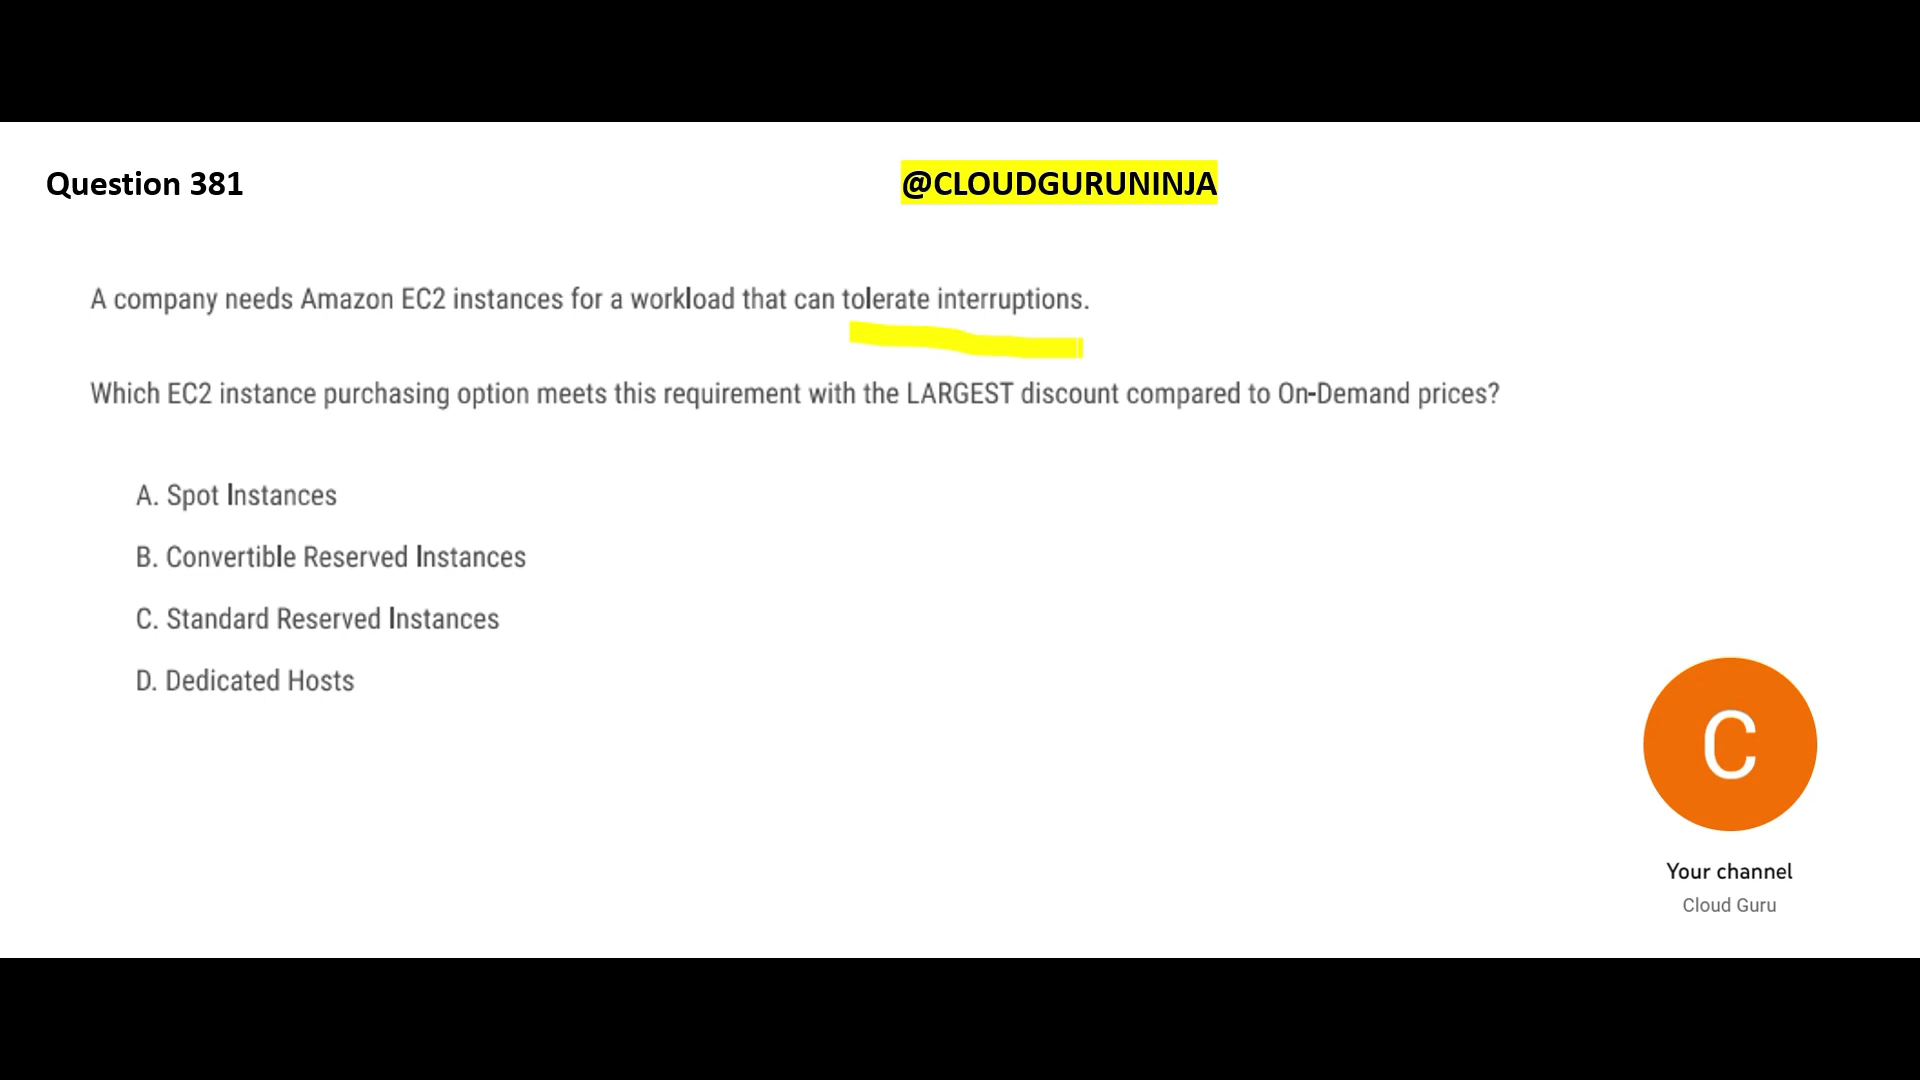 Question 381
@CLOUDGURUNINJA
A company needs Amazon EC2 instances for a workload that can tolerate interruptions.
Which EC2 instance purchasing option meets this requirement with the LARGEST discount compared to On-Demand prices?
A. Spot Instances
B. Convertible Reserved Instances
C. Standard Reserved Instances
D. Dedicated Hosts
C
Your channel
Cloud Guru